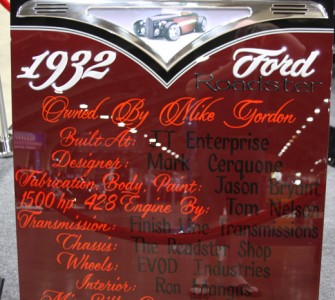 1932 Ford
Roadster
Owned By Mike Gordon
Built At: JT Enterprise
Designer: Mark Cerquone
Fabrication, Body, Paint: Jason Bryant
1500 hp 428 Engine By: Tom Nelson
Transmission: Finish Line Transmissions
Chassis: The Roadster Shop
Wheels: EVOD Industries
Interior: Ron